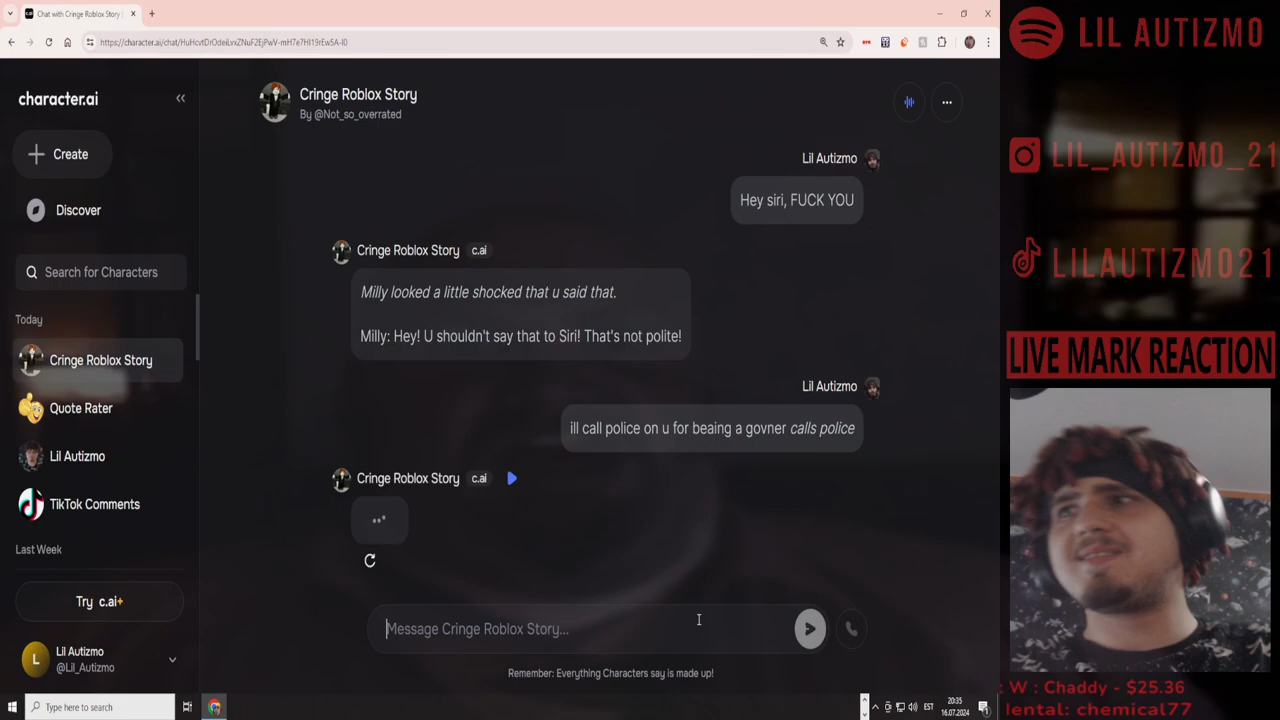 Chat with Cringe Roblox Story |
https://character.ai/chat/HuHcvtDrOdeiLvxZNuF2EjPwV-mH7e7HI19rEw5A-I0
character.ai
Create
Discover
Search for Characters
Today
Cringe Roblox Story
Quote Rater
Lil Autizmo
TikTok Comments
Last Week
Try c.ai+
L
Lil Autizmo
@Lil_Autizmo
Cringe Roblox Story
By @Not_so_overrated
Lil Autizmo
Hey siri, FUCK YOU
Cringe Roblox Story c.ai
Milly looked a little shocked that u said that.
Milly: Hey! U shouldn't say that to Siri! That's not polite!
Lil Autizmo
ill call police on u for beaing a govner calls police
Cringe Roblox Story c.ai
Message Cringe Roblox Story...
Remember: Everything Characters say is made up!
Type here to search
EST
20:35
16.07.2024
LIL AUTIZMO
LIL_AUTIZMO_21
LILAUTIZMO21
LIVE MARK REACTION
: W : Chaddy - $25.36
lental: chemical77